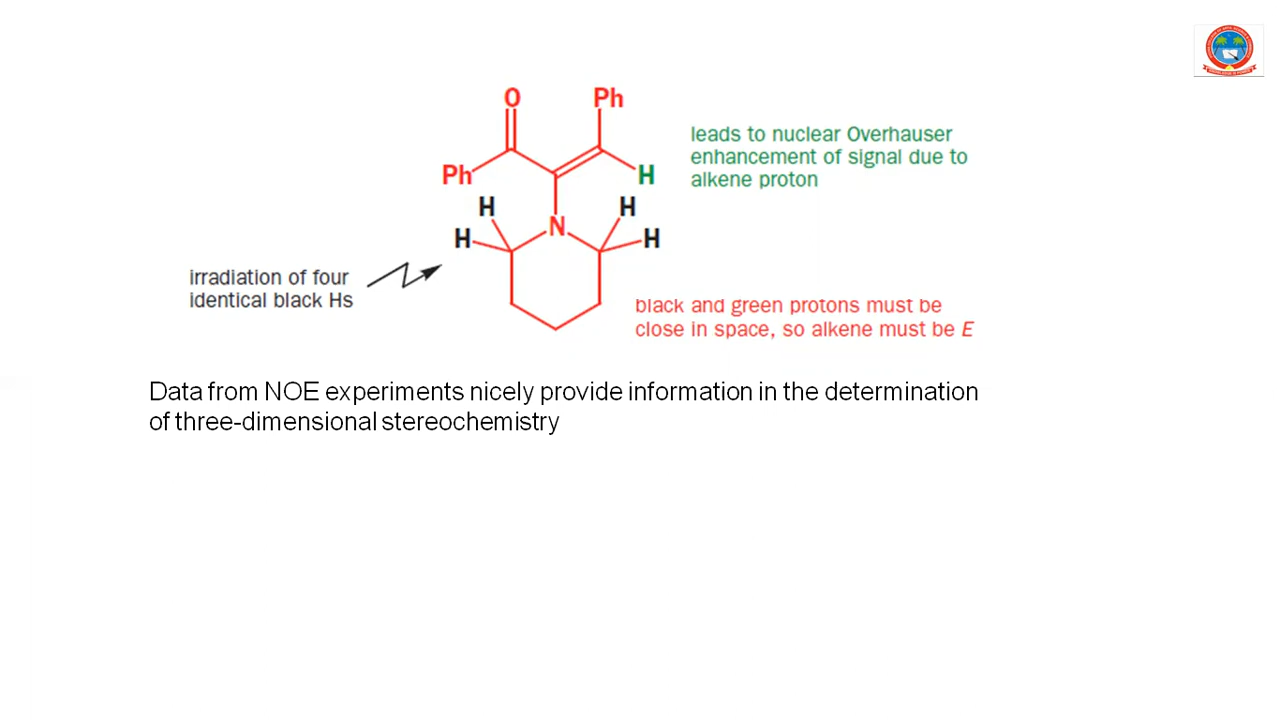 O
Ph
Ph
H
H
H
H
H
N
leads to nuclear Overhauser
enhancement of signal due to
alkene proton
irradiation of four
identical black Hs
black and green protons must be
close in space, so alkene must be E
Data from NOE experiments nicely provide information in the determination
of three-dimensional stereochemistry